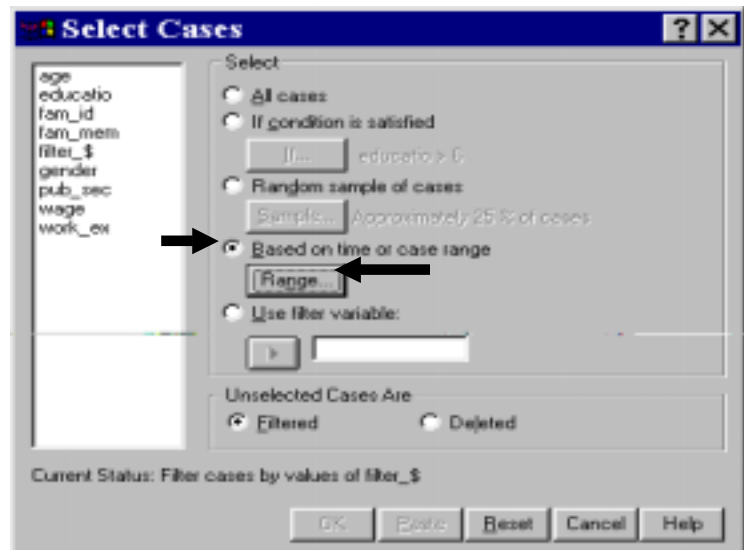 Select Cases
age
educatio
fam_id
fam_mem
filter_$
gender
pub_sec
wage
work_ex
Select
All cases
If condition is satisfied
If... educatio > 6
Random sample of cases
Sample... Approximately 25 % of cases
Based on time or case range
Range...
Use filter variable:
Unselected Cases Are
Filtered Deleted
Current Status: Filter cases by values of filter_$
OK Paste Reset Cancel Help